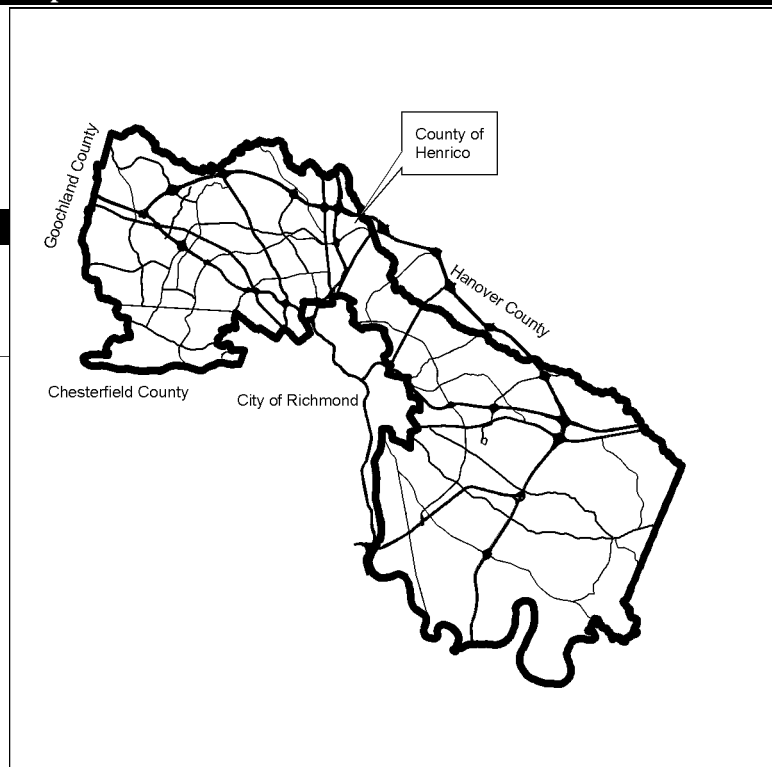 County of
Henrico
Goochland County
Hanover County
Chesterfield County
City of Richmond